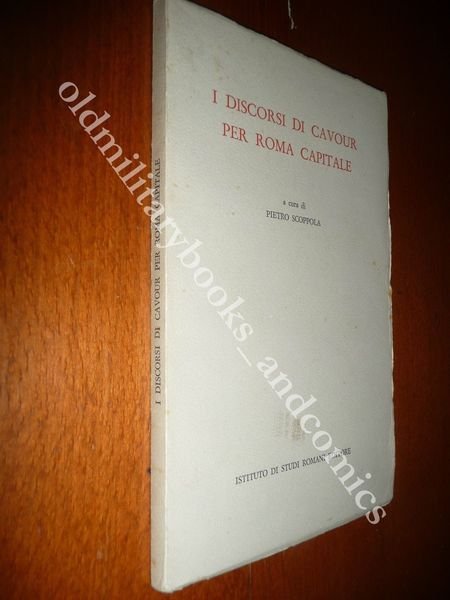 I DISCORSI DI CAVOUR
PER ROMA CAPITALE
a cura di
PIETRO SCOPPOLA
ISTITUTO DI STUDI ROMANI EDITORE
I DISCORSI DI CAVOUR PER ROMA CAPITALE
oldmilitarybooks_andcomics